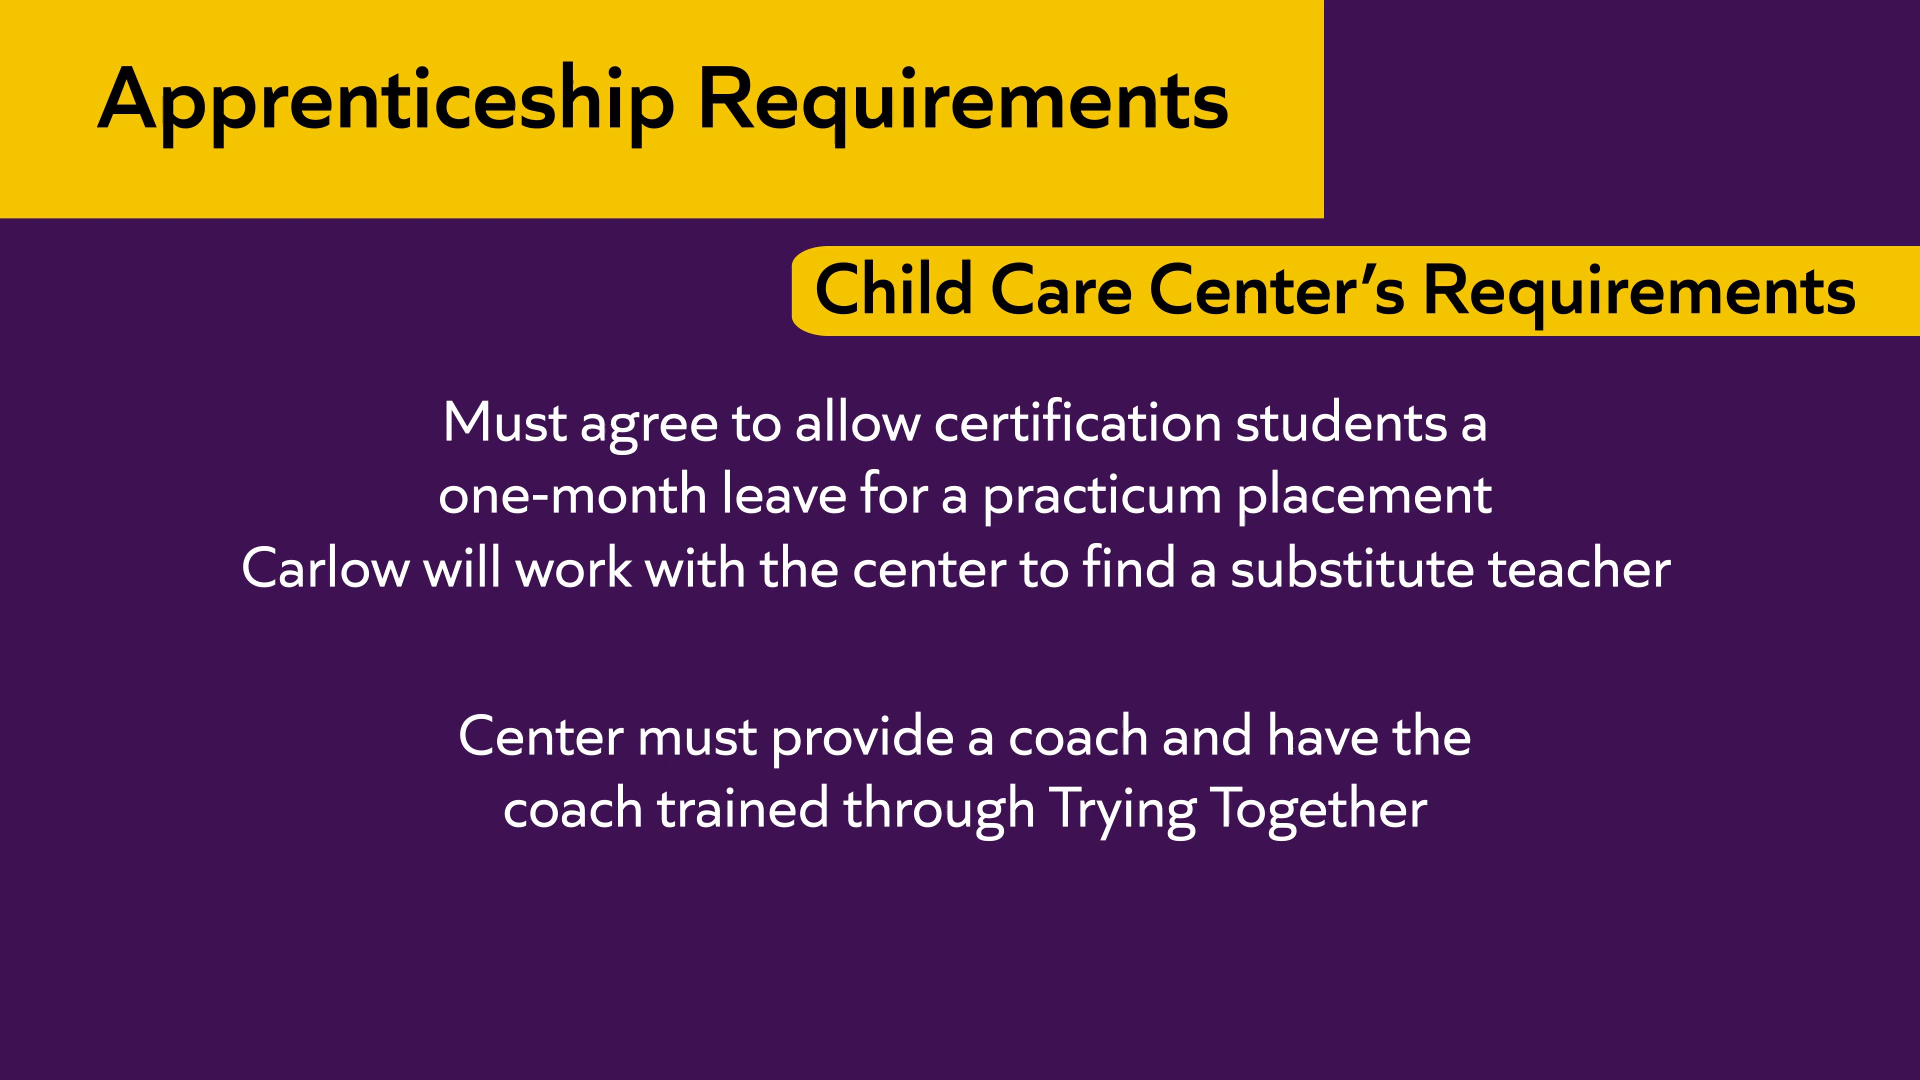 Apprenticeship Requirements
Child Care Center’s Requirements
Must agree to allow certification students a
one-month leave for a practicum placement
Carlow will work with the center to find a substitute teacher
Center must provide a coach and have the
coach trained through Trying Together